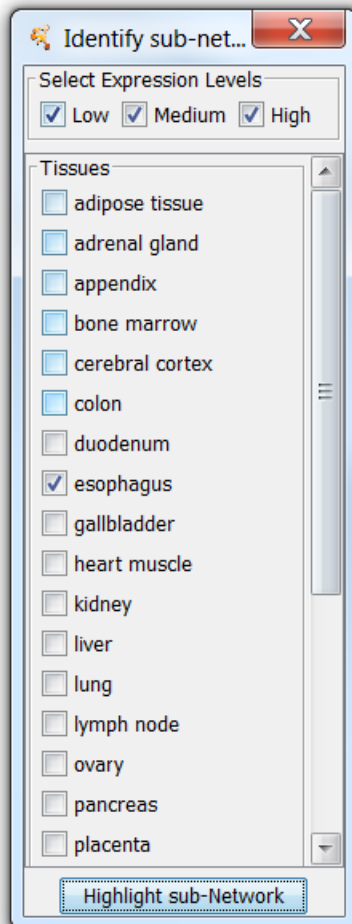 Identify sub-net...
Select Expression Levels
Low Medium High
Tissues
adipose tissue
adrenal gland
appendix
bone marrow
cerebral cortex
colon
duodenum
esophagus
gallbladder
heart muscle
kidney
liver
lung
lymph node
ovary
pancreas
placenta
Highlight sub-Network